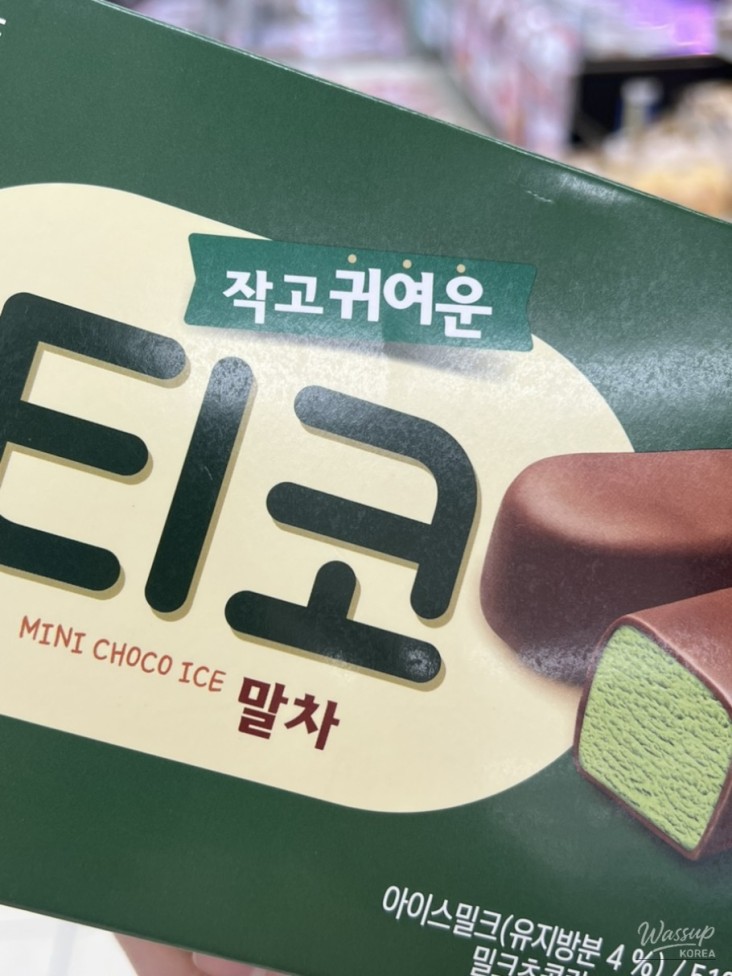 작고 귀여운
티코
MINI CHOCO ICE
말차
아이스밀크(유지방분 4 %)
Wassup
KOREA